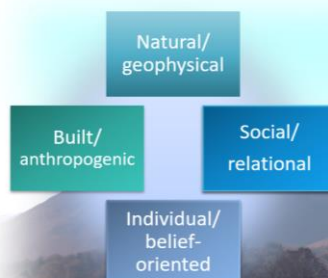 Natural/
geophysical
Built/
anthropogenic
Social/
relational
Individual/
belief-
oriented